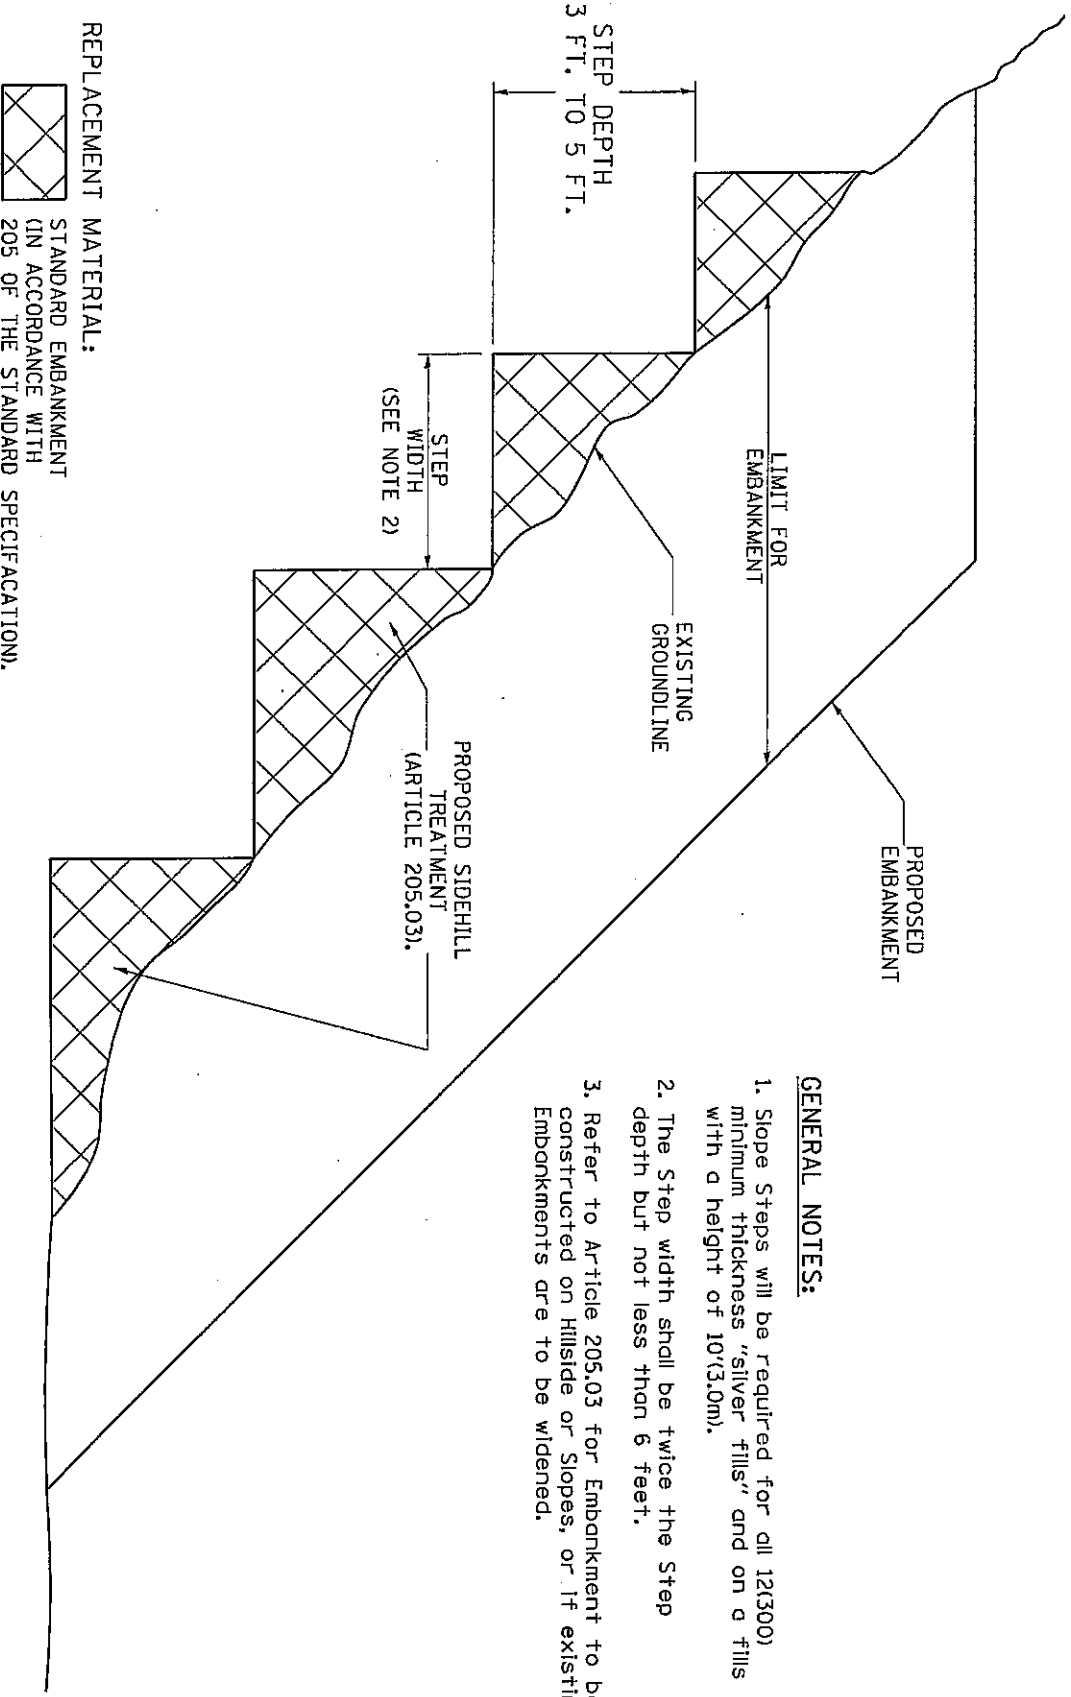 PROPOSED
EMBANKMENT
LIMIT FOR
EMBANKMENT
EXISTING
GROUNDLINE
STEP DEPTH
3 FT. TO 5 FT.
STEP
WIDTH
(SEE NOTE 2)
PROPOSED SIDEHILL
TREATMENT
(ARTICLE 205.03).
REPLACEMENT MATERIAL:
STANDARD EMBANKMENT
(IN ACCORDANCE WITH
205 OF THE STANDARD SPECIFACATION).
GENERAL NOTES:
1. Slope Steps will be required for all 12(300)
minimum thickness "silver fills" and on a fills
with a height of 10'(3.0m).
2. The Step width shall be twice the Step
depth but not less than 6 feet.
3. Refer to Article 205.03 for Embankment to b
constructed on Hillside or Slopes, or if existin
Embankments are to be widened.